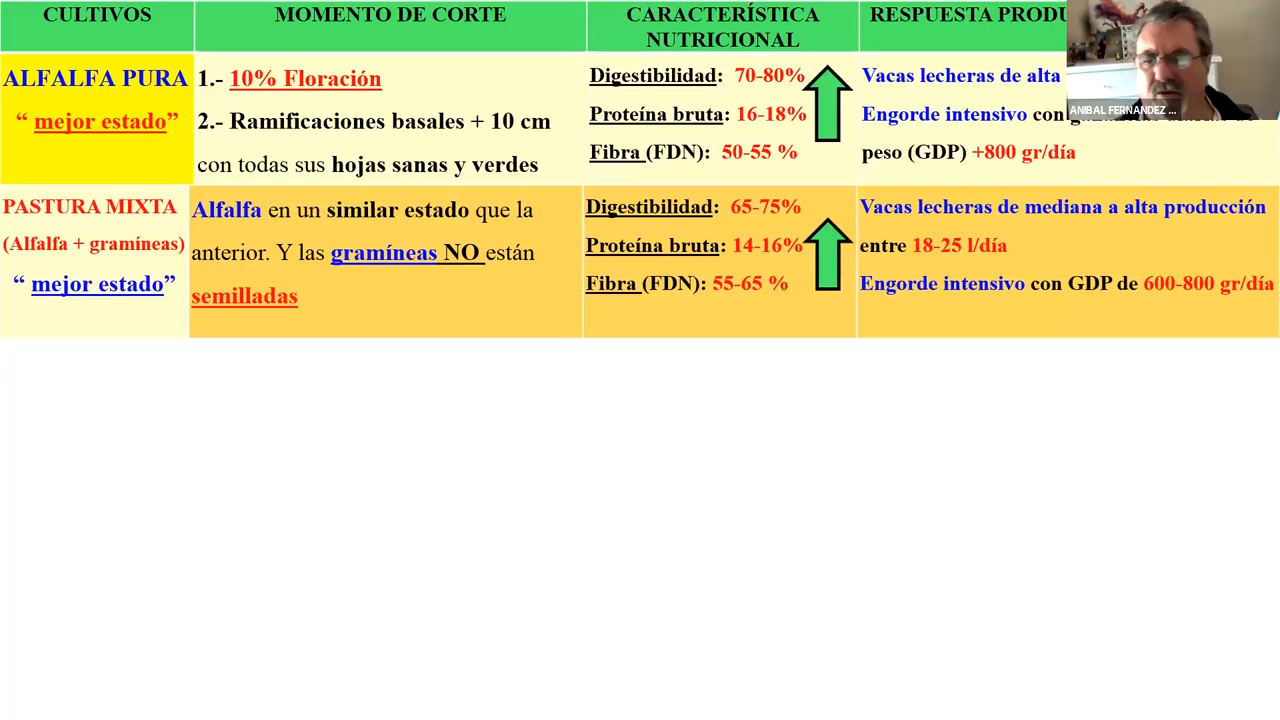 CULTIVOS
MOMENTO DE CORTE
CARACTERÍSTICA
NUTRICIONAL
RESPUESTA
ALFALFA PURA
“ mejor estado”
1.- 10% Floración
2.- Ramificaciones basales + 10 cm
con todas sus hojas sanas y verdes
Digestibilidad: 70-80%
Proteína bruta: 16-18%
Fibra (FDN): 50-55 %
Vacas lecheras de alta
Engorde intensivo con
peso (GDP) +800 gr/día
ANIBAL FERNANDEZ ...
PASTURA MIXTA
(Alfalfa + gramíneas)
“ mejor estado”
Alfalfa en un similar estado que la
anterior. Y las gramíneas NO están
semilladas
Digestibilidad: 65-75%
Proteína bruta: 14-16%
Fibra (FDN): 55-65 %
Vacas lecheras de mediana a alta producción
entre 18-25 l/día
Engorde intensivo con GDP de 600-800 gr/día